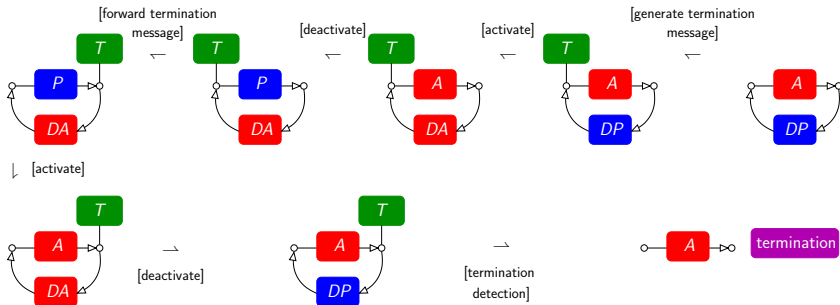 [forward termination
message]
[generate termination
message]
[deactivate]
[activate]
T T T T
P P A A A
DA DA DA DP DP
[activate]
T T
A A A termination
DA DP
[deactivate]
[termination
detection]